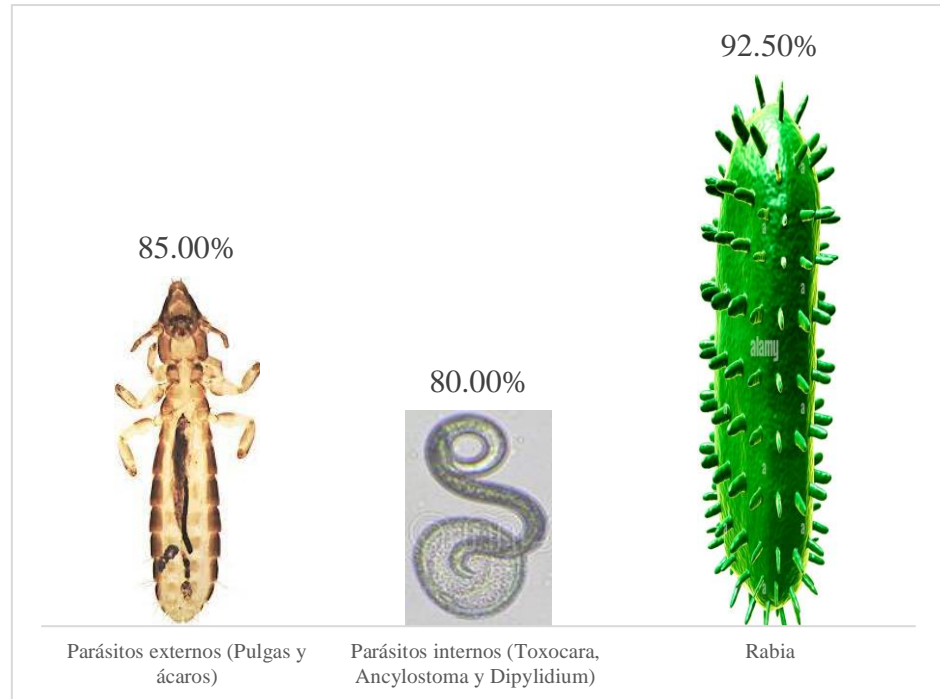 92.50%
85.00%
80.00%
alamy
a
a
a
a
a
a
a
Parásitos externos (Pulgas y
ácaros)
Parásitos internos (Toxocara,
Ancylostoma y Dipylidium)
Rabia